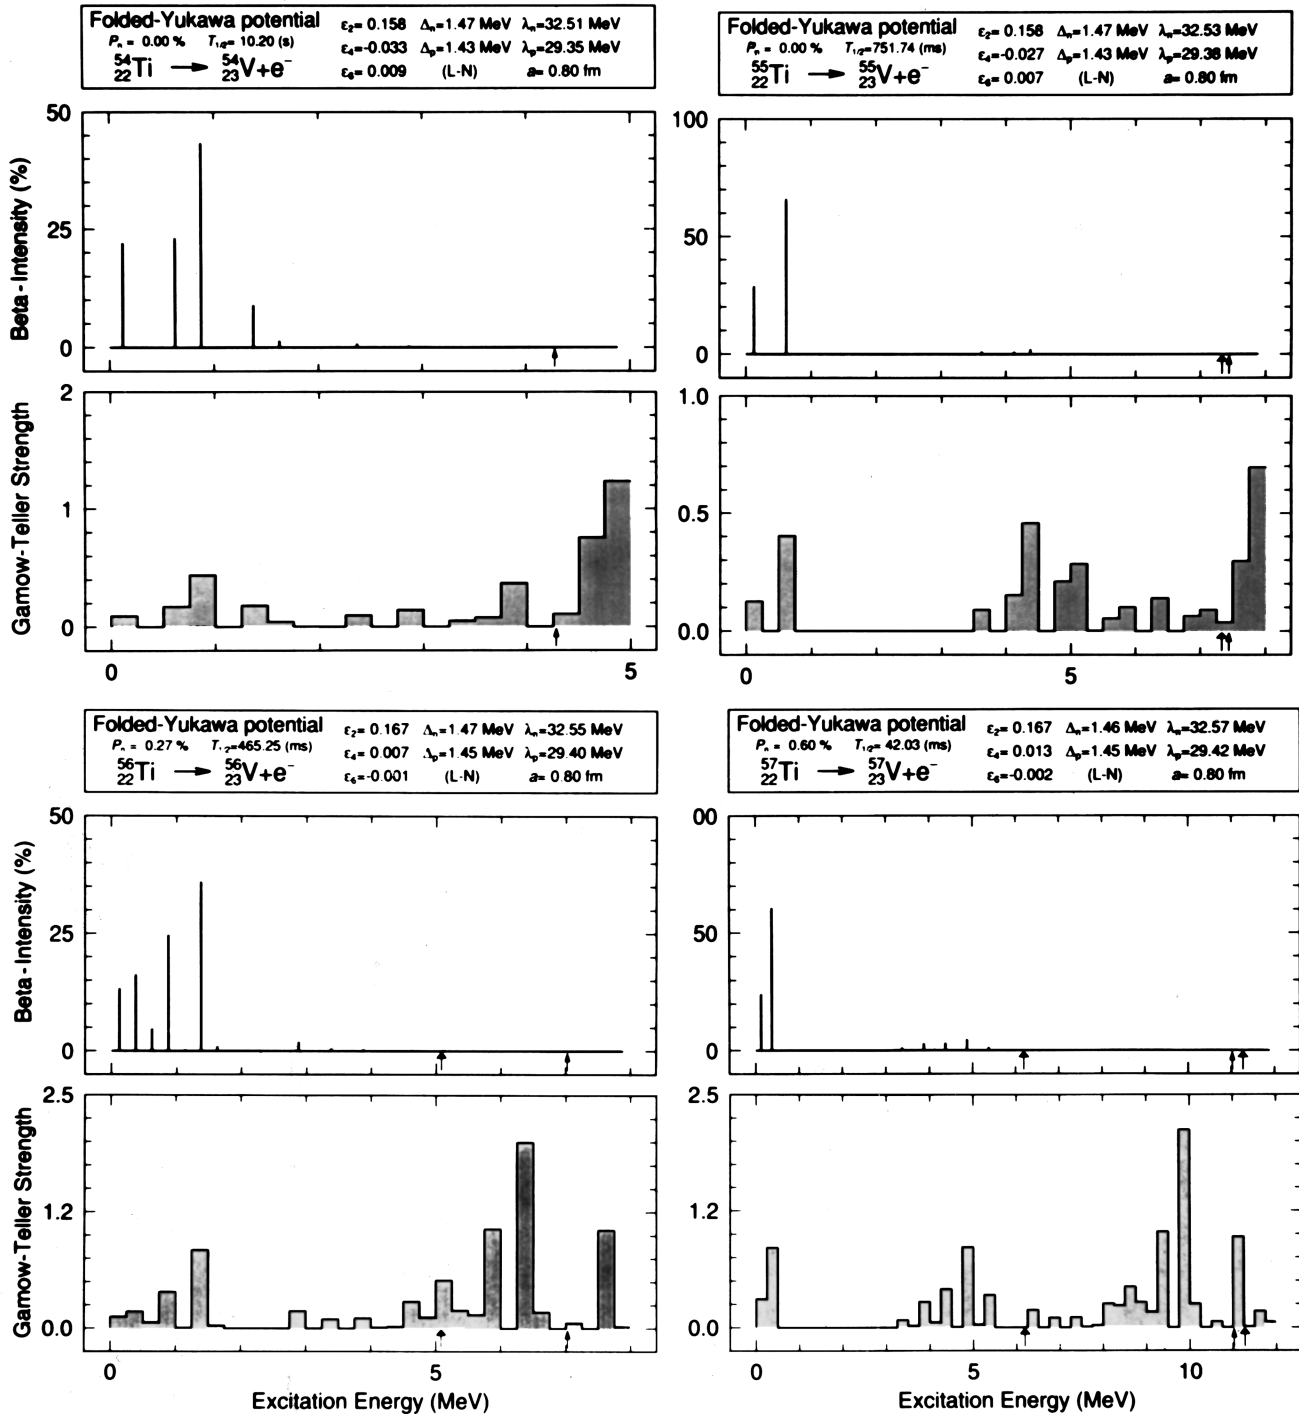 Folded-Yukawa potential
Pn = 0.00 % T1/2= 10.20 (s)
54 22Ti → 54 23V+e−
ε2= 0.158 Δn=1.47 MeV λn=32.51 MeV
ε4=-0.033 Δp=1.43 MeV λp=29.35 MeV
ε6= 0.009 (L-N) a= 0.80 fm
Folded-Yukawa potential
Pn = 0.00 % T1/2=751.74 (ms)
55 22Ti → 55 23V+e−
ε2= 0.158 Δn=1.47 MeV λn=32.53 MeV
ε4=-0.027 Δp=1.43 MeV λp=29.38 MeV
ε6= 0.007 (L-N) a= 0.80 fm
Beta-Intensity (%)
50
25
0
100
50
0
Gamow-Teller Strength
2
1
0
0 5
1.0
0.5
0.0
0 5
Folded-Yukawa potential
Pn = 0.27 % T1/2=465.25 (ms)
56 22Ti → 56 23V+e−
ε2= 0.167 Δn=1.47 MeV λn=32.55 MeV
ε4= 0.007 Δp=1.45 MeV λp=29.40 MeV
ε6=-0.001 (L-N) a= 0.80 fm
Folded-Yukawa potential
Pn = 0.60 % T1/2= 42.03 (ms)
57 22Ti → 57 23V+e−
ε2= 0.167 Δn=1.46 MeV λn=32.57 MeV
ε4= 0.013 Δp=1.45 MeV λp=29.42 MeV
ε6=-0.002 (L-N) a= 0.80 fm
Beta-Intensity (%)
50
25
0
00
50
0
Gamow-Teller Strength
2.5
1.2
0.0
0 5
Excitation Energy (MeV)
2.5
1.2
0.0
0 5 10
Excitation Energy (MeV)